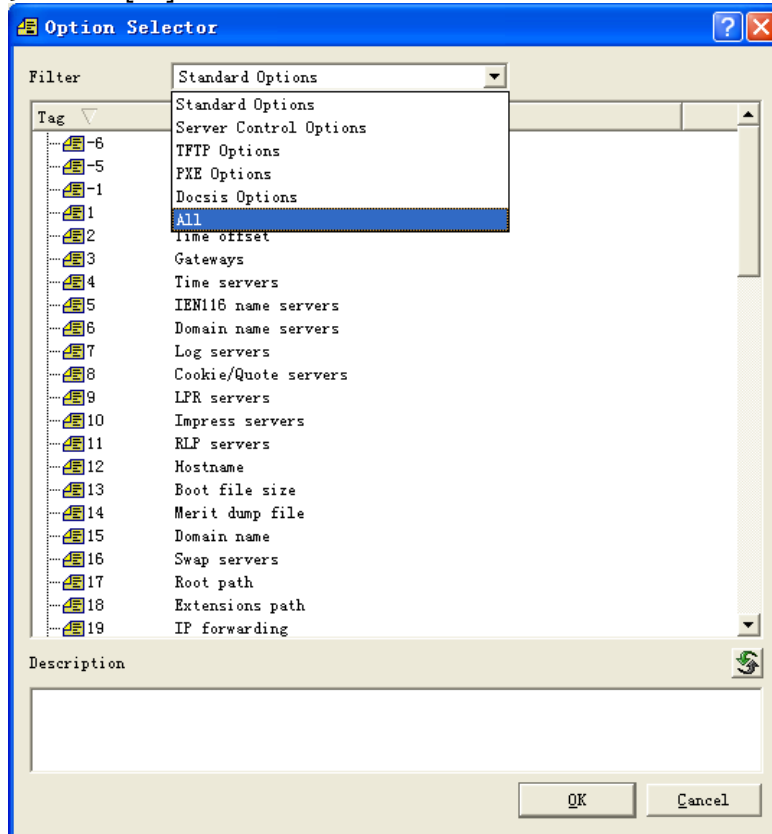 Option Selector
Filter Standard Options
Tag
Standard Options
Server Control Options
TFTP Options
PXE Options
Docsis Options
All
-6
-5
-1
1
2 Time offset
3 Gateways
4 Time servers
5 IEN116 name servers
6 Domain name servers
7 Log servers
8 Cookie/Quote servers
9 LPR servers
10 Impress servers
11 RLP servers
12 Hostname
13 Boot file size
14 Merit dump file
15 Domain name
16 Swap servers
17 Root path
18 Extensions path
19 IP forwarding
Description
OK Cancel